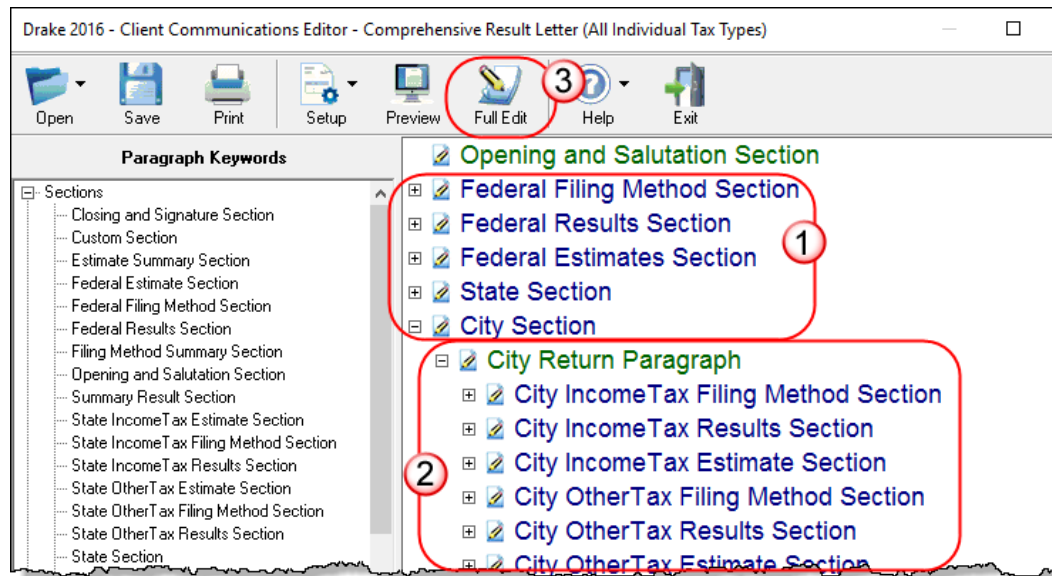 Drake 2016 - Client Communications Editor - Comprehensive Result Letter (All Individual Tax Types)
Open Save Print Setup Preview Full Edit 3 Help Exit
Paragraph Keywords
Sections
Closing and Signature Section
Custom Section
Estimate Summary Section
Federal Estimate Section
Federal Filing Method Section
Federal Results Section
Filing Method Summary Section
Opening and Salutation Section
Summary Result Section
State IncomeTax Estimate Section
State IncomeTax Filing Method Section
State IncomeTax Results Section
State OtherTax Estimate Section
State OtherTax Filing Method Section
State OtherTax Results Section
State Section
Opening and Salutation Section
Federal Filing Method Section
Federal Results Section
1
Federal Estimates Section
State Section
City Section
City Return Paragraph
City IncomeTax Filing Method Section
City IncomeTax Results Section
2
City IncomeTax Estimate Section
City OtherTax Filing Method Section
City OtherTax Results Section
City OtherTax Estimate Section